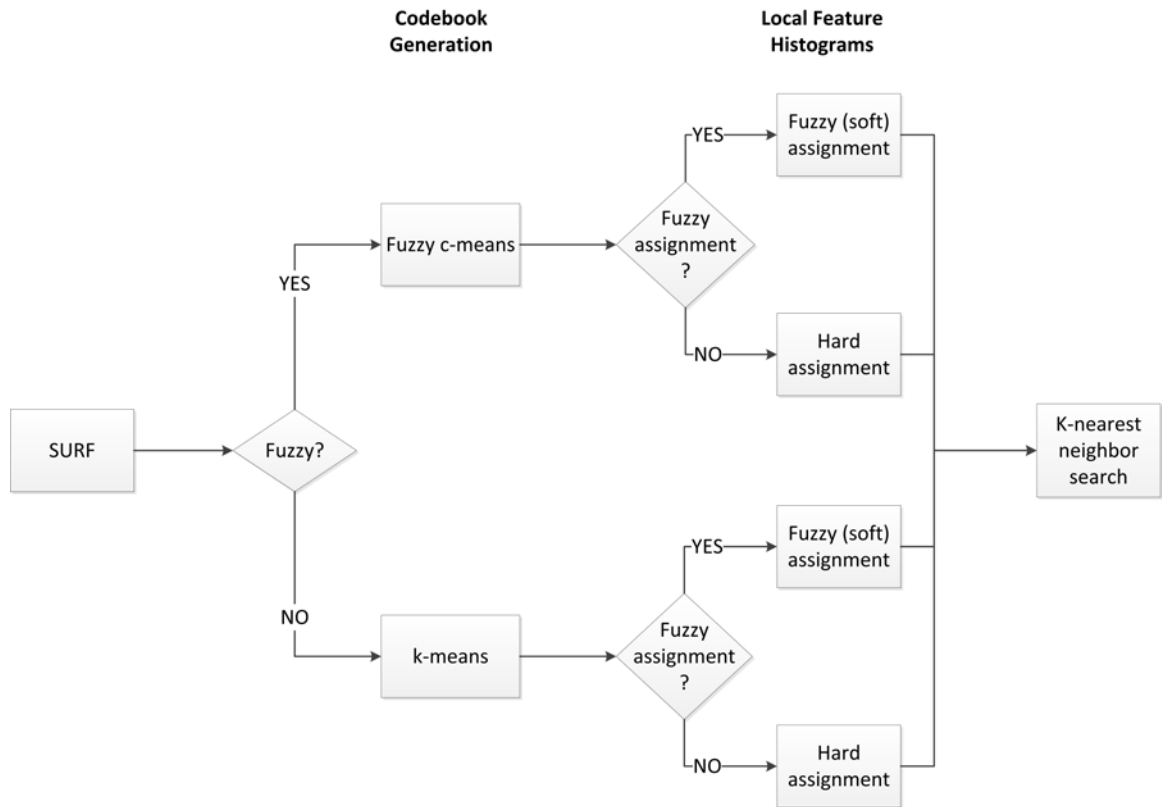 Codebook
Generation
Local Feature
Histograms
YES
Fuzzy (soft)
assignment
Fuzzy c-means
Fuzzy
assignment
?
YES
NO
Hard
assignment
SURF
Fuzzy?
K-nearest
neighbor
search
YES
Fuzzy (soft)
assignment
NO
k-means
Fuzzy
assignment
?
NO
Hard
assignment